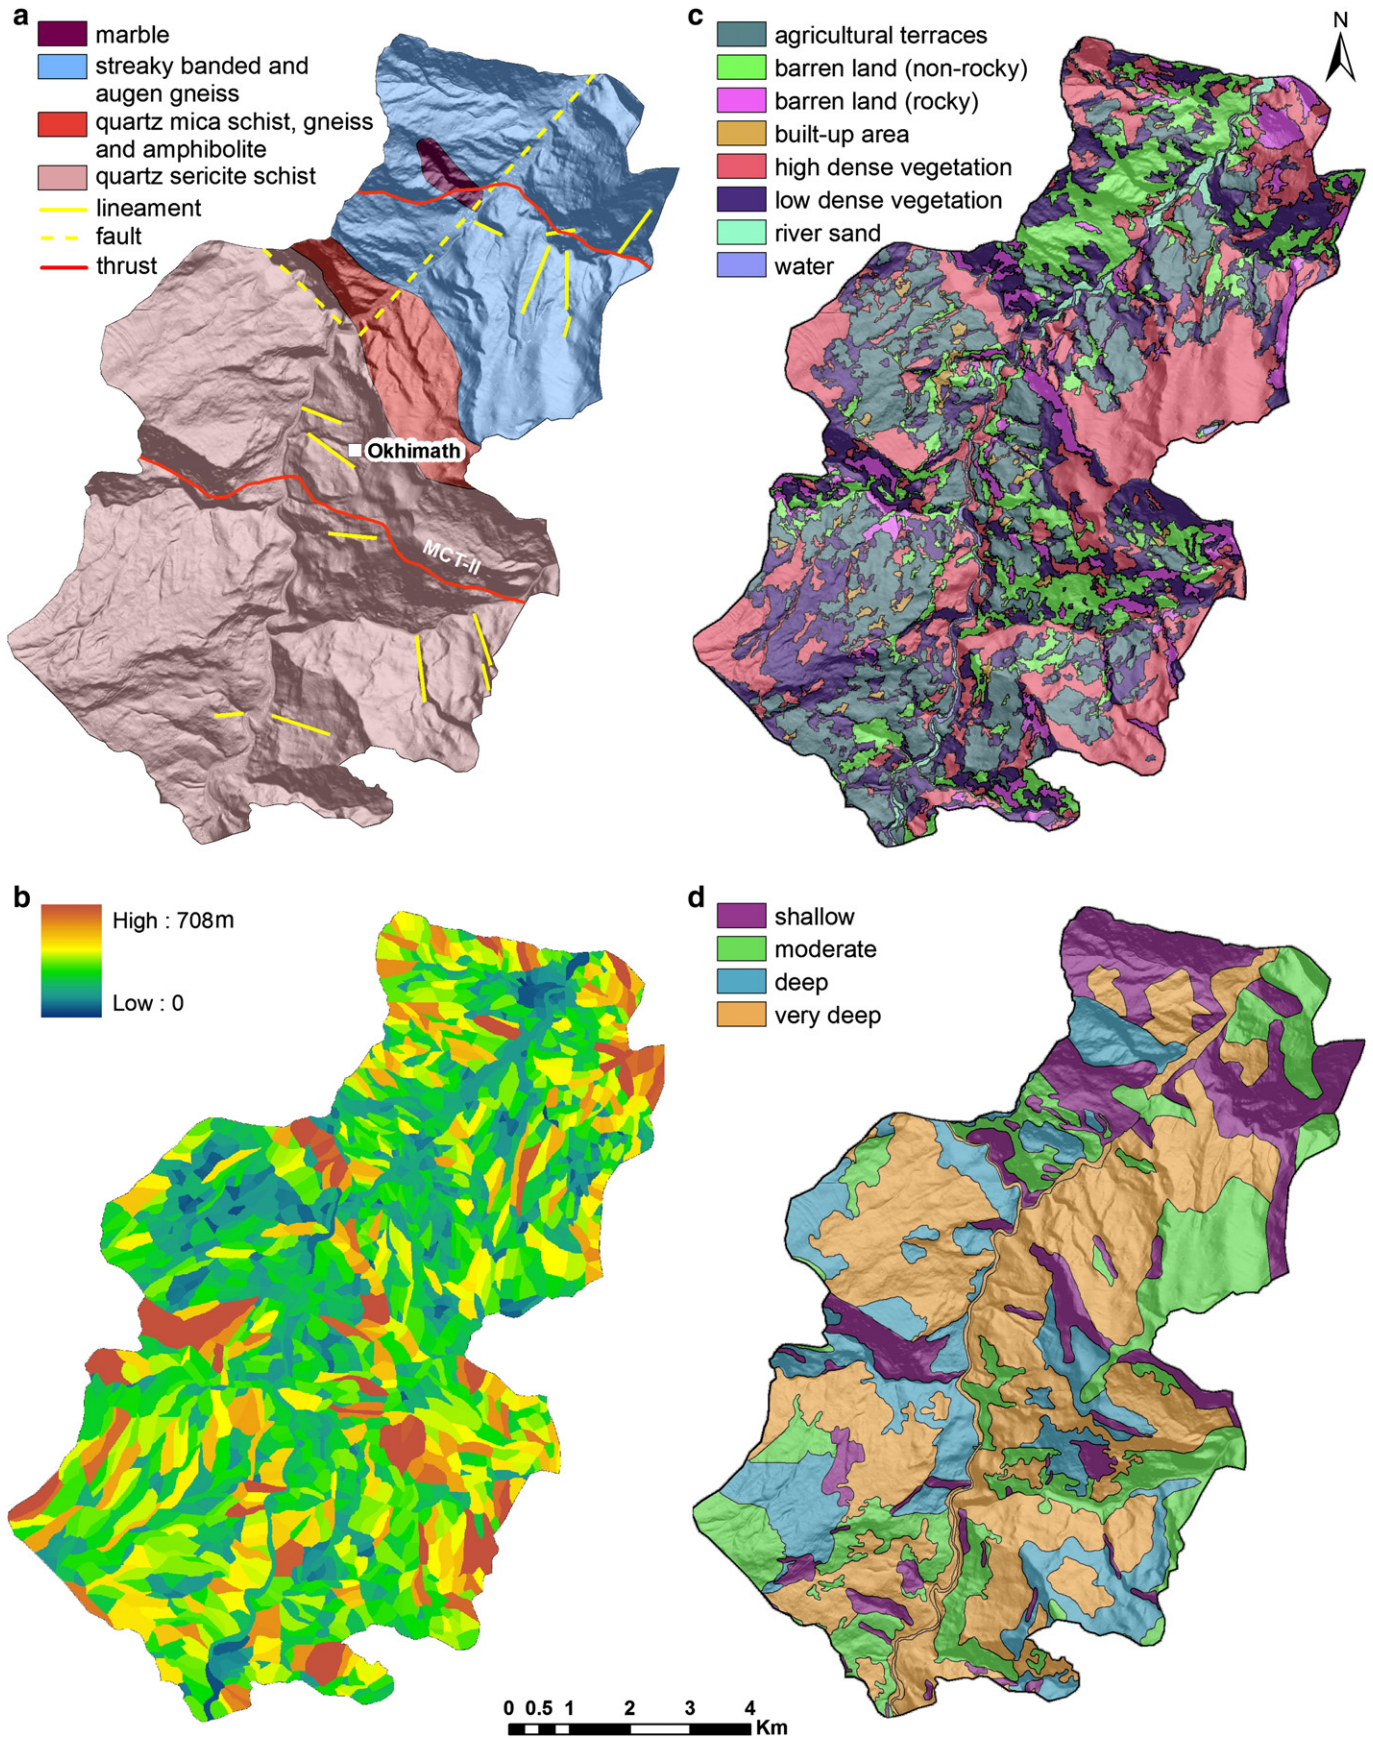 a
marble
streaky banded and
augen gneiss
quartz mica schist, gneiss
and amphibolite
quartz sericite schist
lineament
fault
thrust
Okhimath
MCT-II
c
agricultural terraces
barren land (non-rocky)
barren land (rocky)
built-up area
high dense vegetation
low dense vegetation
river sand
water
N
b
High : 708m
Low : 0
d
shallow
moderate
deep
very deep
0 0.5 1 2 3 4
Km